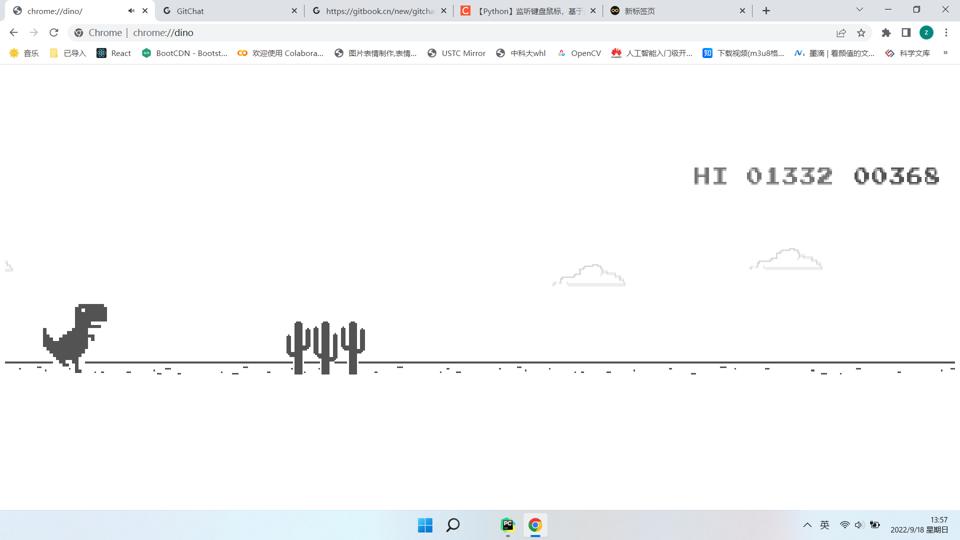 chrome://dino/
GitChat
https://gitbook.cn/new/gitcha
【Python】监听键盘鼠标，基于
新标签页
Chrome | chrome://dino
z
音乐
已导入
React
BootCDN - Bootst...
欢迎使用 Colabora...
图片表情制作,表情...
USTC Mirror
中科大whl
OpenCV
人工智能入门极开...
知
下载视频(m3u8格...
墨滴 | 看颜值的文...
科学文库
»
HI 01332 00368
PC
英
13:57
2022/9/18 星期日